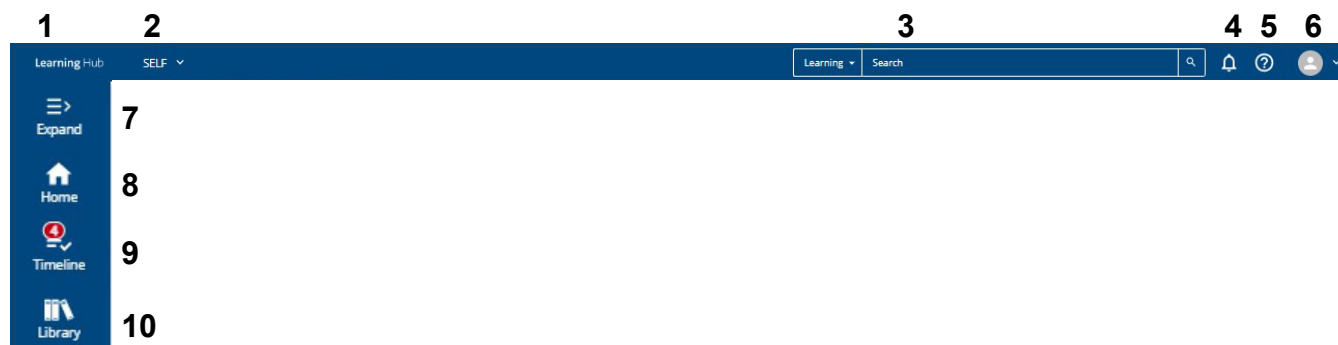 1 2 3 4 5 6
Learning Hub SELF Learning Search
Expand 7
Home 8
4
Timeline 9
Library 10